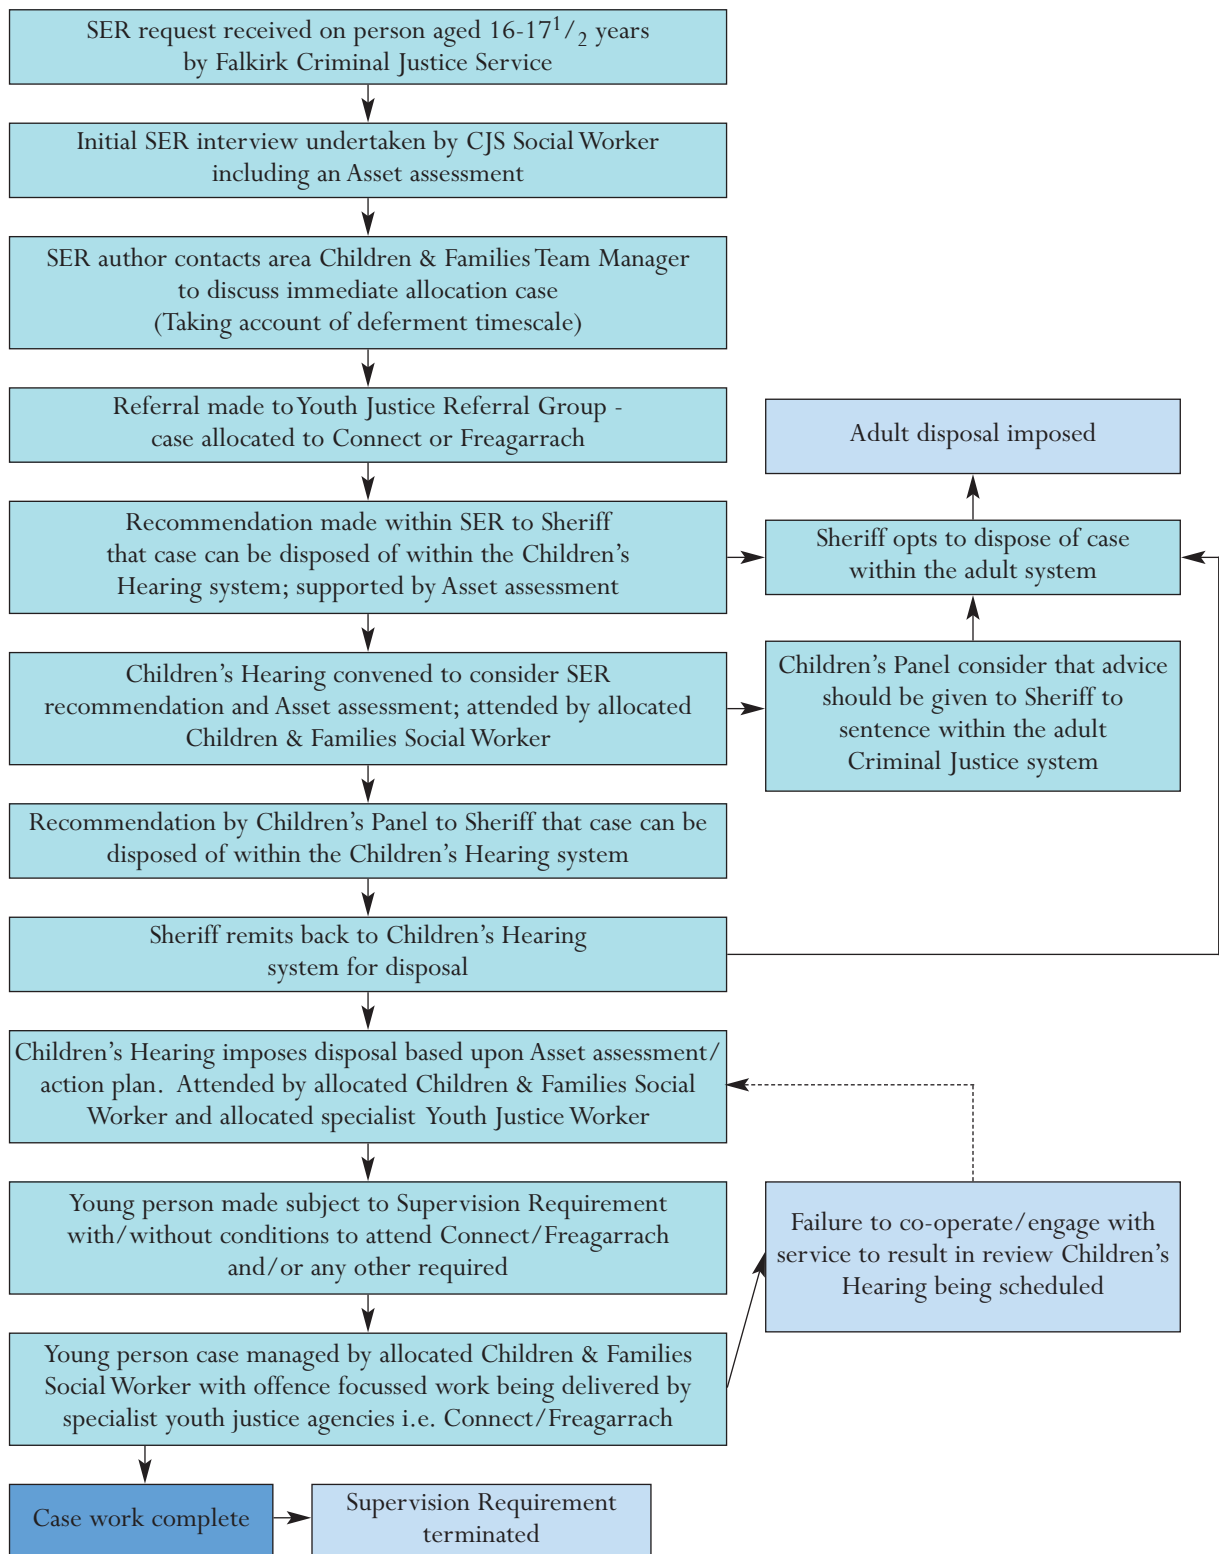 SER request received on person aged 16-17 1/2 years
by Falkirk Criminal Justice Service
Initial SER interview undertaken by CJS Social Worker
including an Asset assessment
SER author contacts area Children & Families Team Manager
to discuss immediate allocation case
(Taking account of deferment timescale)
Referral made to Youth Justice Referral Group -
case allocated to Connect or Freagarrach
Adult disposal imposed
Recommendation made within SER to Sheriff
that case can be disposed of within the Children's
Hearing system; supported by Asset assessment
Sheriff opts to dispose of case
within the adult system
Children's Hearing convened to consider SER
recommendation and Asset assessment; attended by allocated
Children & Families Social Worker
Children's Panel consider that advice
should be given to Sheriff to
sentence within the adult
Criminal Justice system
Recommendation by Children's Panel to Sheriff that case can be
disposed of within the Children's Hearing system
Sheriff remits back to Children's Hearing
system for disposal
Children's Hearing imposes disposal based upon Asset assessment/
action plan. Attended by allocated Children & Families Social
Worker and allocated specialist Youth Justice Worker
Young person made subject to Supervision Requirement
with/without conditions to attend Connect/Freagarrach
and/or any other required
Failure to co-operate/engage with
service to result in review Children's
Hearing being scheduled
Young person case managed by allocated Children & Families
Social Worker with offence focussed work being delivered by
specialist youth justice agencies i.e. Connect/Freagarrach
Case work complete
Supervision Requirement
terminated